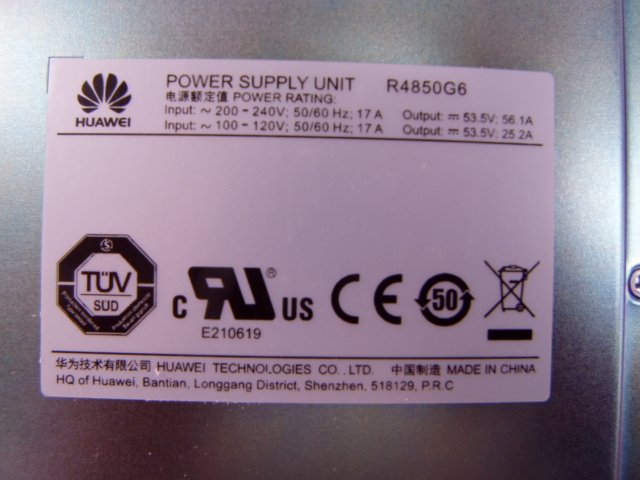 HUAWEI
POWER SUPPLY UNIT R4850G6
电源额定值 POWER RATING:
Input: ~ 200-240V; 50/60 Hz; 17 A Output: ⎓ 53.5V; 56.1A
Input: ~ 100-120V; 50/60 Hz; 17 A Output: ⎓ 53.5V; 25.2A
TÜV
SÜD
c RU® US
E210619
CE
50
华为技术有限公司 HUAWEI TECHNOLOGIES CO., LTD. 中国制造 MADE IN CHINA
HQ of Huawei, Bantian, Longgang District, Shenzhen, 518129, P.R.C